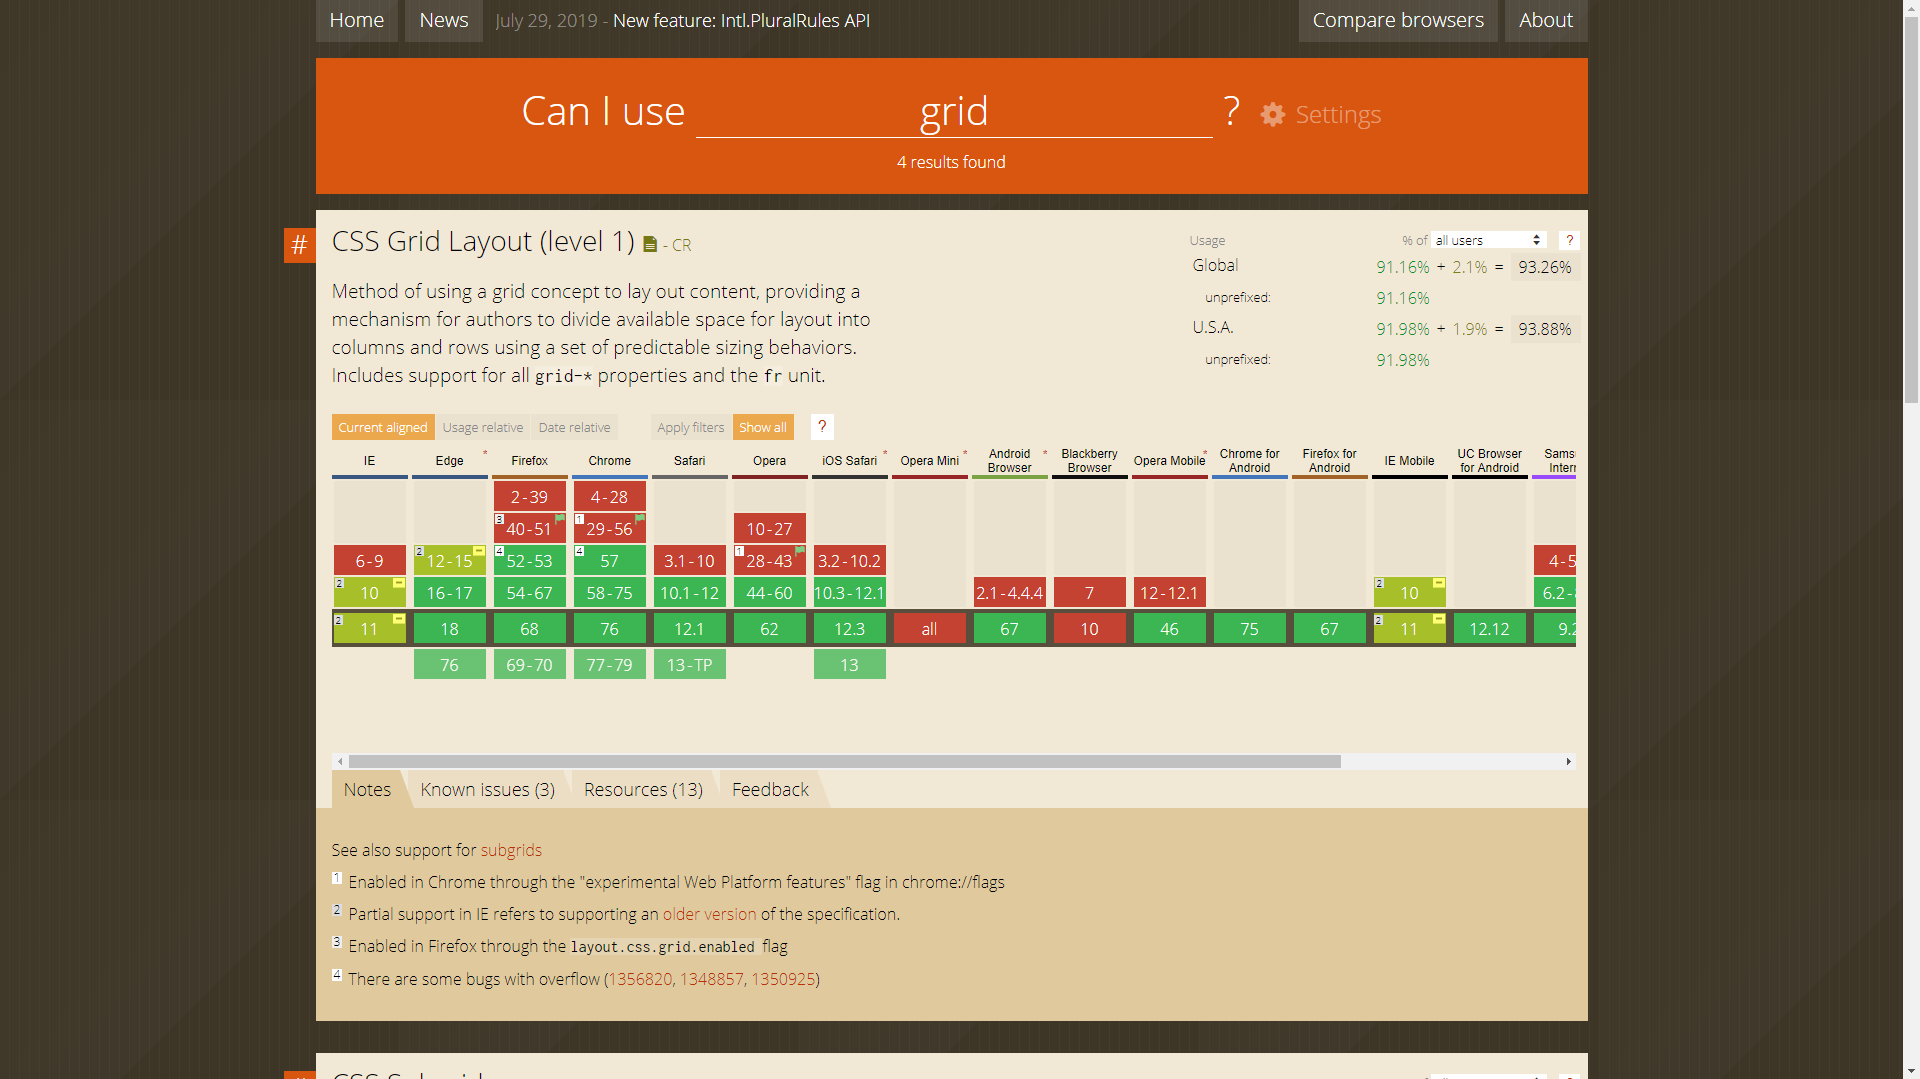 Home News July 29, 2019 - New feature: Intl.PluralRules API Compare browsers About
Can I use grid ? Settings
4 results found
# CSS Grid Layout (level 1) - CR
Method of using a grid concept to lay out content, providing a
mechanism for authors to divide available space for layout into
columns and rows using a set of predictable sizing behaviors.
Includes support for all grid-* properties and the fr unit.
Usage % of all users ?
Global 91.16% + 2.1% = 93.26%
unprefixed: 91.16%
U.S.A. 91.98% + 1.9% = 93.88%
unprefixed: 91.98%
Current aligned Usage relative Date relative Apply filters Show all ?
IE Edge * Firefox Chrome Safari Opera iOS Safari * Opera Mini * Android Browser * Blackberry Browser Opera Mobile * Chrome for Android Firefox for Android IE Mobile UC Browser for Android
2-39 4-28
3 40-51 1 29-56 10-27
6-9 2 12-15 4 52-53 4 57 3.1-10 1 28-43 3.2-10.2 4-5
2 10 16-17 54-67 58-75 10.1-12 44-60 10.3-12.1 2.1-4.4.4 7 12-12.1 2 10 6.2-
2 11 18 68 76 12.1 62 12.3 all 67 10 46 75 67 2 11 12.12 9.2
76 69-70 77-79 13-TP 13
Notes Known issues (3) Resources (13) Feedback
See also support for subgrids
1 Enabled in Chrome through the "experimental Web Platform features" flag in chrome://flags
2 Partial support in IE refers to supporting an older version of the specification.
3 Enabled in Firefox through the layout.css.grid.enabled flag
4 There are some bugs with overflow (1356820, 1348857, 1350925)